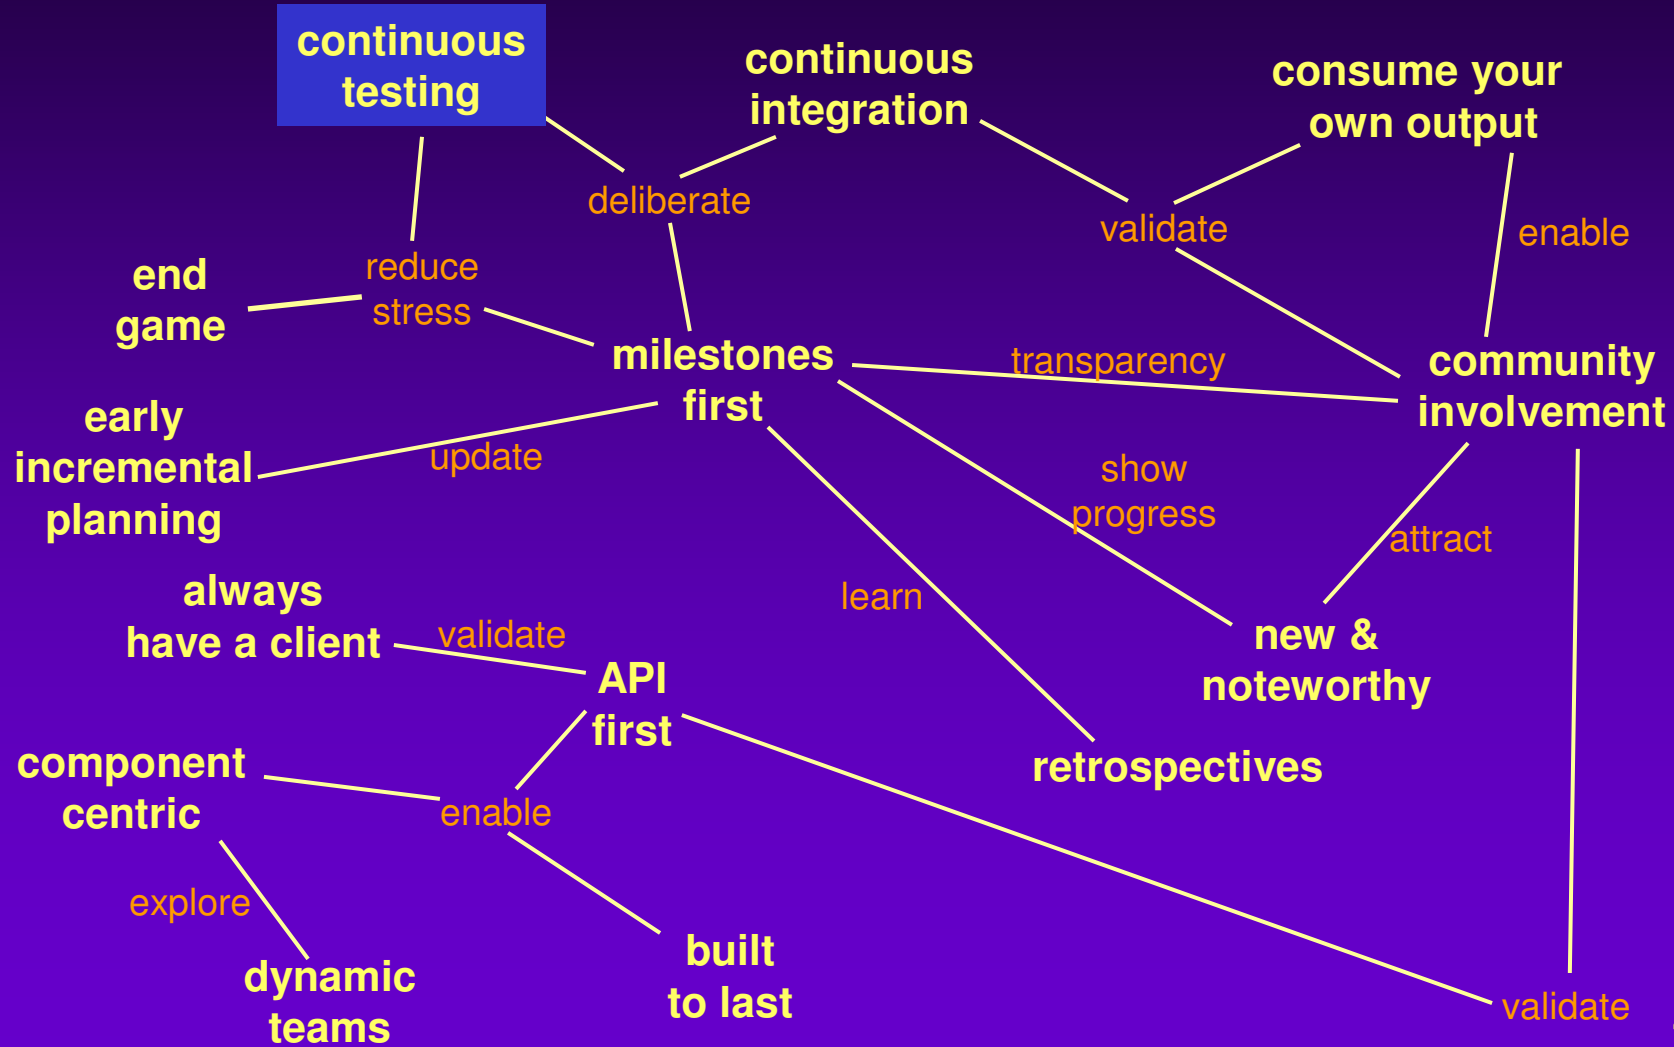 continuous
testing
continuous
integration
consume your
own output
deliberate
validate
enable
end
game
reduce
stress
milestones
first
transparency
community
involvement
early
incremental
planning
update
show
progress
attract
always
have a client
validate
learn
API
first
new &
noteworthy
component
centric
enable
retrospectives
explore
dynamic
teams
built
to last
validate